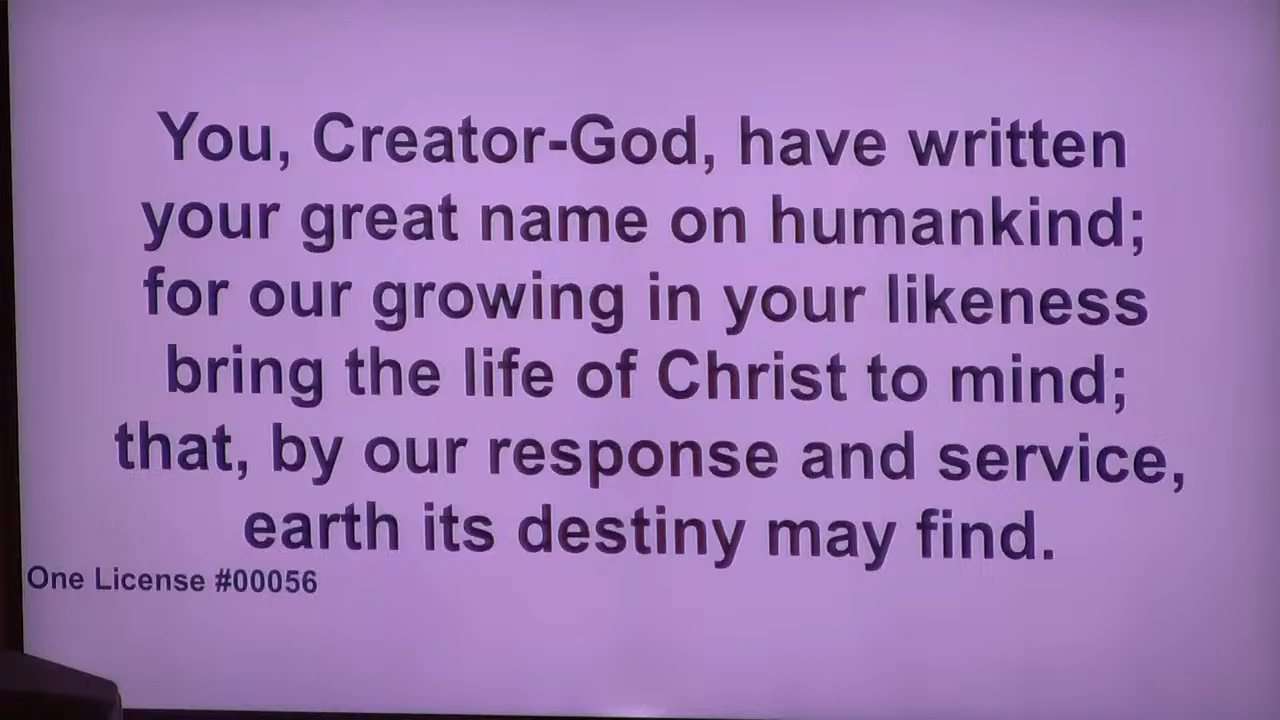 You, Creator-God, have written
your great name on humankind;
for our growing in your likeness
bring the life of Christ to mind;
that, by our response and service,
earth its destiny may find.
One License #00056